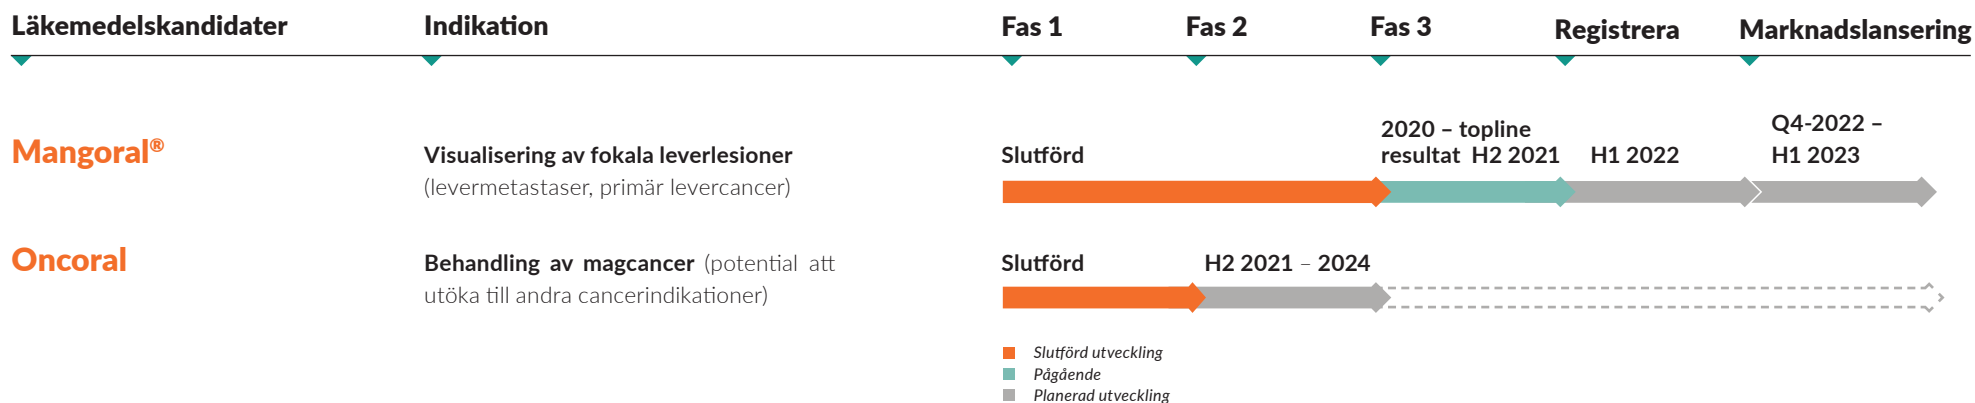 Läkemedelskandidater Indikation Fas 1 Fas 2 Fas 3 Registrera Marknadslansering
Mangoral®
Visualisering av fokala leverlesioner
(levermetastaser, primär levercancer)
Slutförd
2020 – topline
resultat H2 2021
H1 2022
Q4-2022 –
H1 2023
Oncoral
Behandling av magcancer (potential att
utöka till andra cancerindikationer)
Slutförd
H2 2021 – 2024
Slutförd utveckling
Pågående
Planerad utveckling